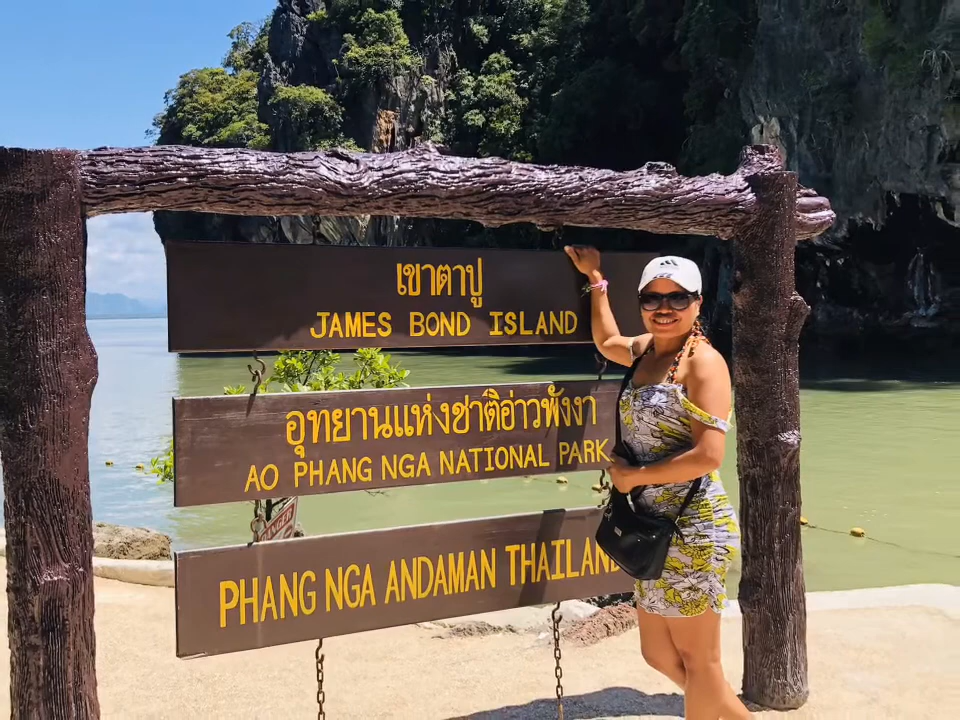 เขาตาปู
JAMES BOND ISLAND
อุทยานแห่งชาติอ่าวพังงา
AO PHANG NGA NATIONAL PARK
PHANG NGA ANDAMAN THAILAND
DANGER